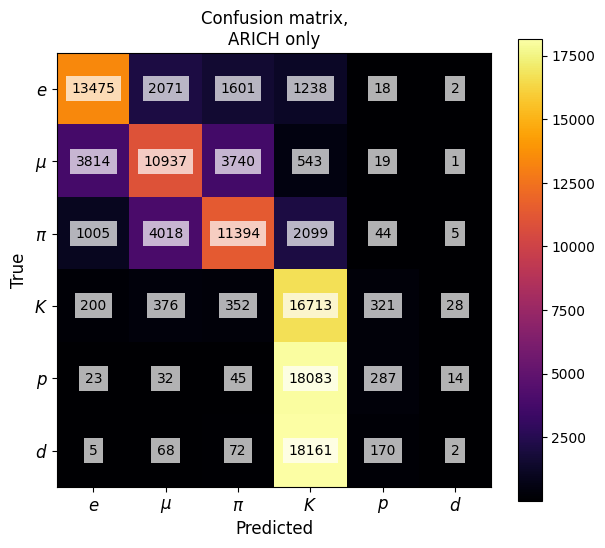 Confusion matrix,
ARICH only
e 13475 2071 1601 1238 18 2
μ 3814 10937 3740 543 19 1
π 1005 4018 11394 2099 44 5
K 200 376 352 16713 321 28
p 23 32 45 18083 287 14
d 5 68 72 18161 170 2
e μ π K p d
True
Predicted
17500
15000
12500
10000
7500
5000
2500